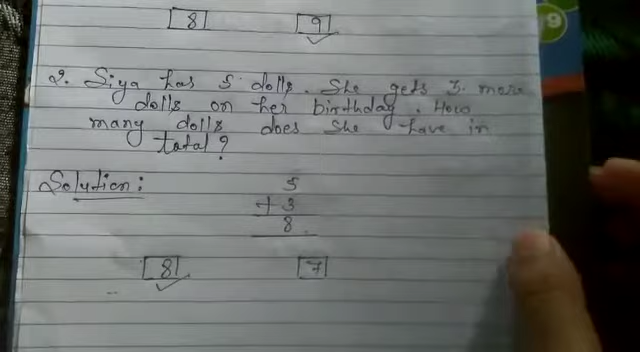 8 9
2. Siya has 5 dolls. She gets 3 more
dolls on her birthday. How
many dolls does she have in
total?
Solution:
5
+ 3
8
8 7